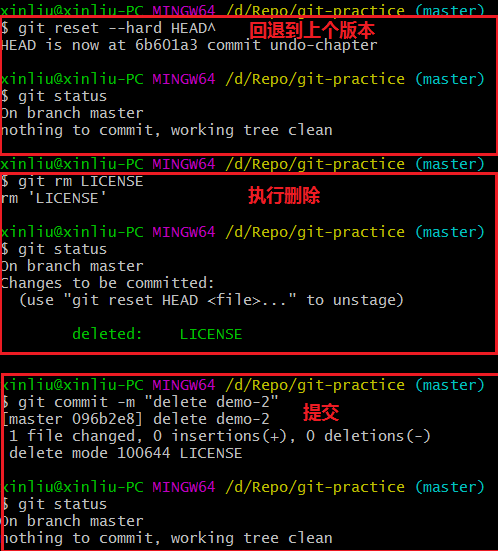 xinliu@xinliu-PC MINGW64 /d/Repo/git-practice (master)
$ git reset --hard HEAD^ 回退到上个版本
HEAD is now at 6b601a3 commit undo-chapter
xinliu@xinliu-PC MINGW64 /d/Repo/git-practice (master)
$ git status
On branch master
nothing to commit, working tree clean
xinliu@xinliu-PC MINGW64 /d/Repo/git-practice (master)
$ git rm LICENSE
rm 'LICENSE' 执行删除
xinliu@xinliu-PC MINGW64 /d/Repo/git-practice (master)
$ git status
On branch master
Changes to be committed:
(use "git reset HEAD <file>..." to unstage)
deleted: LICENSE
xinliu@xinliu-PC MINGW64 /d/Repo/git-practice (master)
$ git commit -m "delete demo-2" 提交
[master 096b2e8] delete demo-2
1 file changed, 0 insertions(+), 0 deletions(-)
delete mode 100644 LICENSE
xinliu@xinliu-PC MINGW64 /d/Repo/git-practice (master)
$ git status
On branch master
nothing to commit, working tree clean